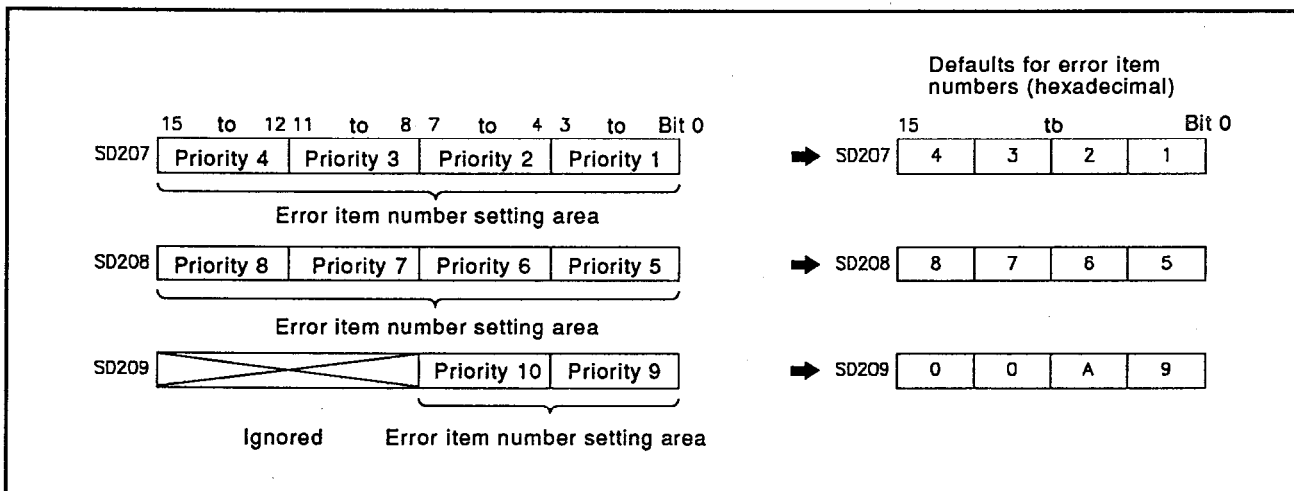 Defaults for error item
numbers (hexadecimal)
15 to 12 11 to 8 7 to 4 3 to Bit 0
15 to Bit 0
SD207 Priority 4 Priority 3 Priority 2 Priority 1
SD207 4 3 2 1
Error item number setting area
SD208 Priority 8 Priority 7 Priority 6 Priority 5
SD208 8 7 6 5
Error item number setting area
SD209 Priority 10 Priority 9
SD209 0 0 A 9
Ignored Error item number setting area